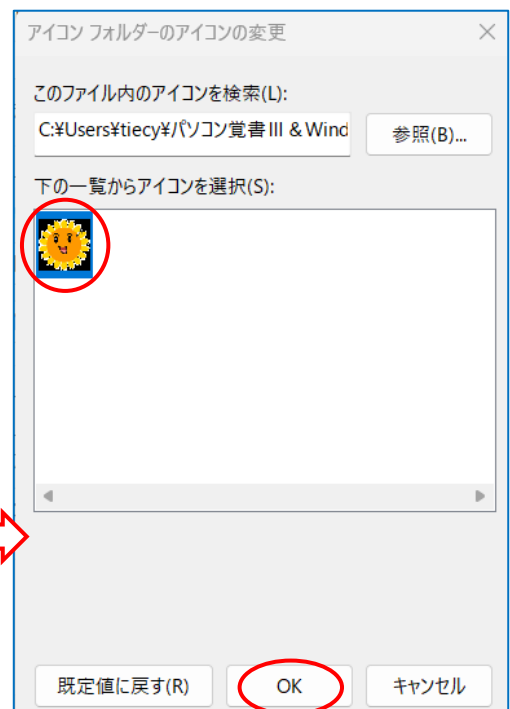 アイコン フォルダーのアイコンの変更
このファイル内のアイコンを検索(L):
C:¥Users¥tiecy¥パソコン覚書Ⅲ & Wind
参照(B)...
下の一覧からアイコンを選択(S):
既定値に戻す(R)
OK
キャンセル